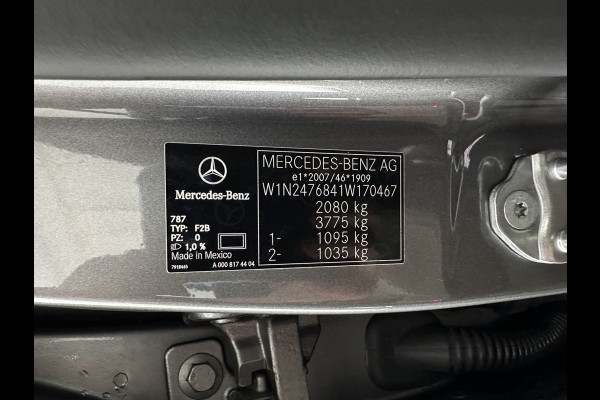 Mercedes-Benz
787
TYP: F2B
PZ: 0
1,0 %
Made in Mexico
7918465
A 000 817 44 04
MERCEDES-BENZ AG
e1*2007/46*1909
W1N2476841W170467
2080 kg
3775 kg
1- 1095 kg
2- 1035 kg